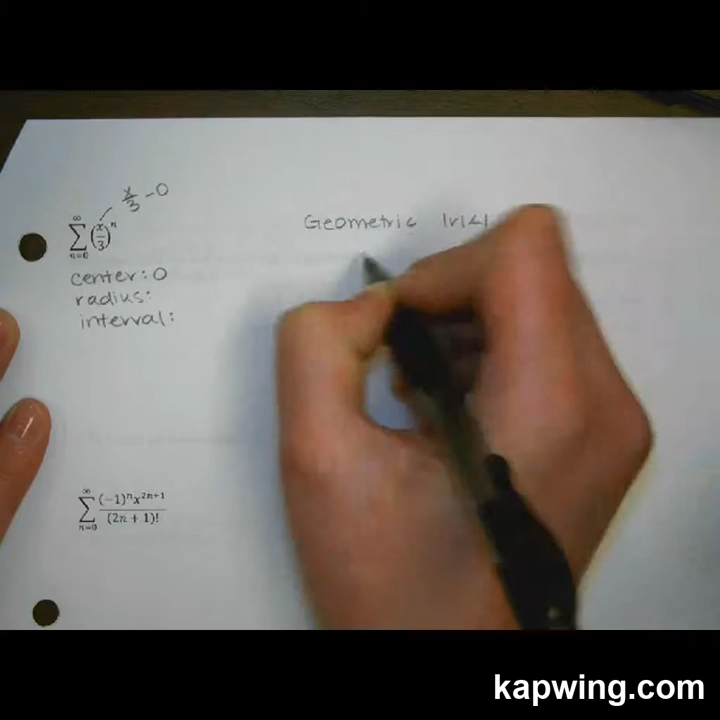 x/3 - 0
∞ ∑ n=0 (x/3)^n
Geometric |r|<1
center: 0
radius:
interval:
∞ ∑ n=0 (-1)^n x^{2n+1} / (2n + 1)!
kapwing.com